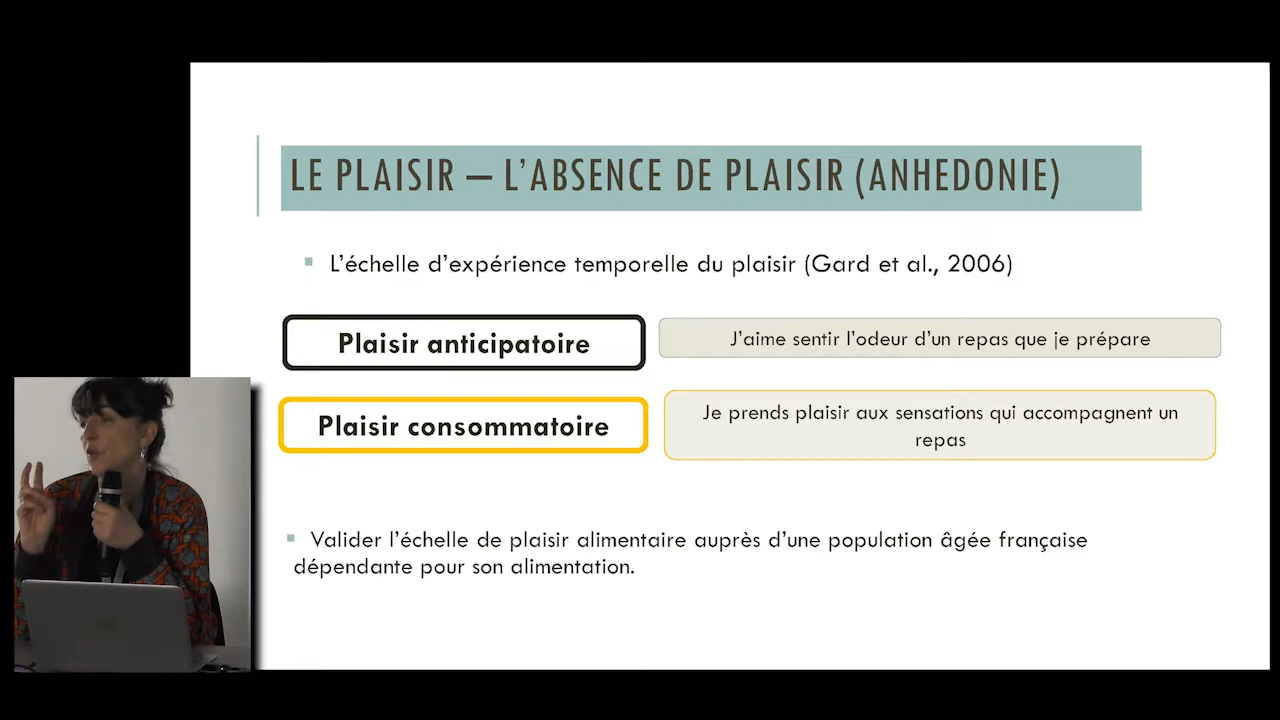 LE PLAISIR – L'ABSENCE DE PLAISIR (ANHEDONIE)
L'échelle d'expérience temporelle du plaisir (Gard et al., 2006)
Plaisir anticipatoire
J'aime sentir l'odeur d'un repas que je prépare
Plaisir consommatoire
Je prends plaisir aux sensations qui accompagnent un
repas
Valider l'échelle de plaisir alimentaire auprès d'une population âgée française
dépendante pour son alimentation.